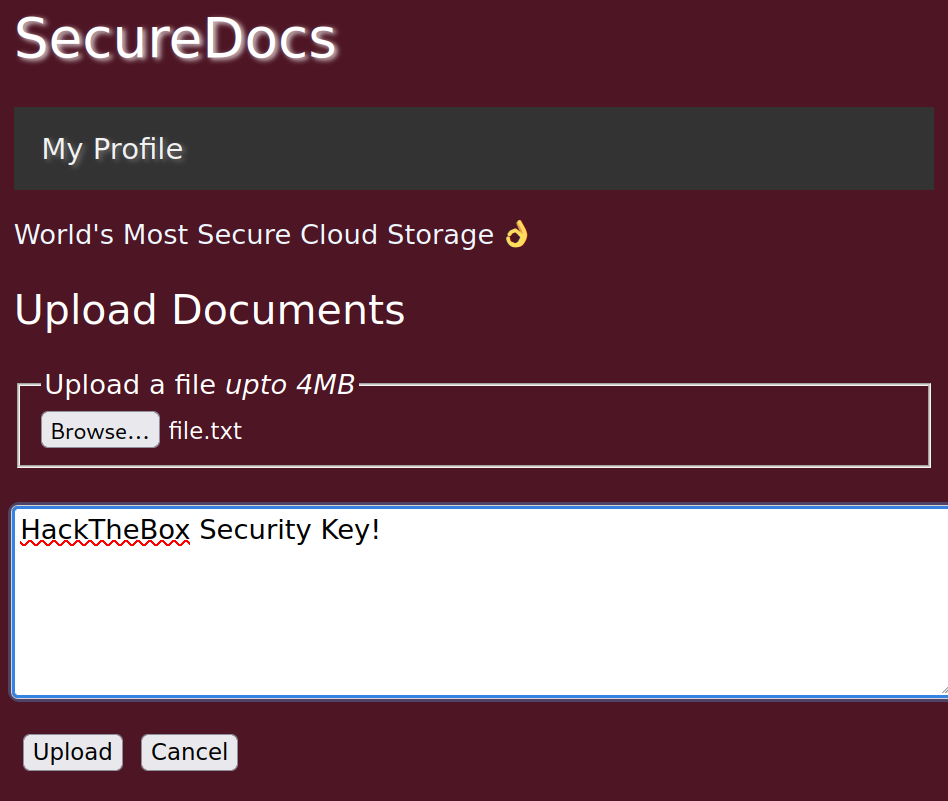 SecureDocs
My Profile
World's Most Secure Cloud Storage 👌
Upload Documents
Upload a file upto 4MB
Browse... file.txt
HackTheBox Security Key!
Upload Cancel